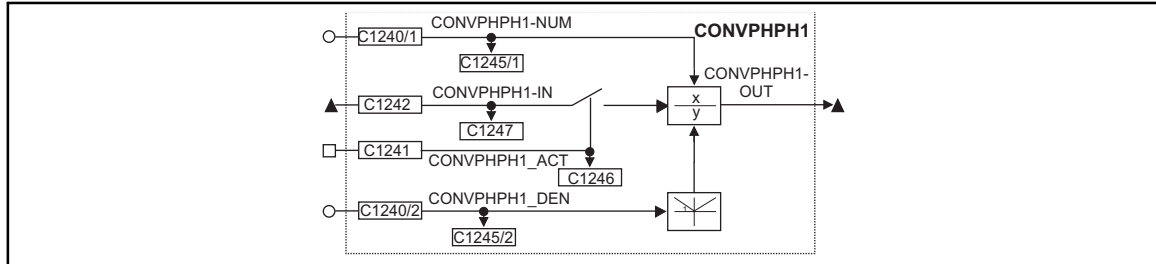 CONVPHPH1-NUM
CONVPHPH1
C1240/1
C1245/1
CONVPHPH1-
OUT
CONVPHPH1-IN
C1242
x
y
C1247
C1241
CONVPHPH1_ACT
C1246
CONVPHPH1_DEN
C1240/2
1
C1245/2